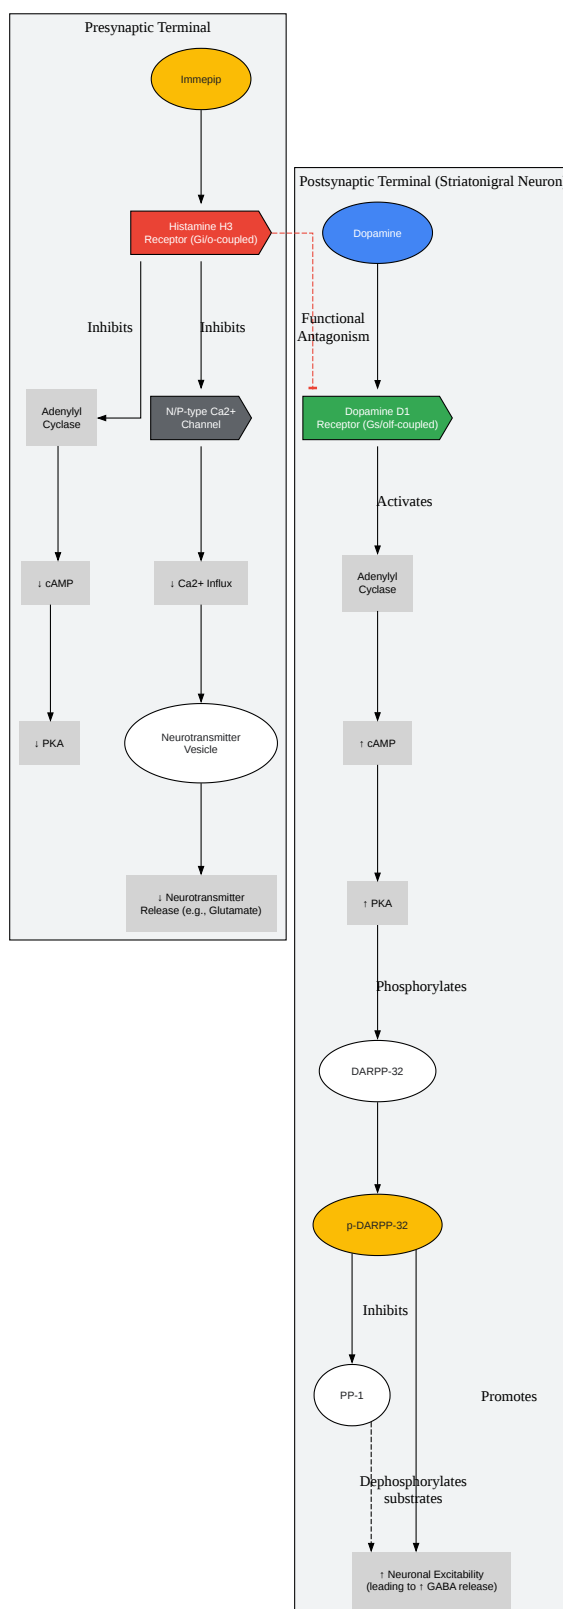 Presynaptic Terminal
Immepip
Histamine H3
Receptor (Gi/o-coupled)
Inhibits
Inhibits
Adenylyl
Cyclase
N/P-type Ca2+
Channel
↓ cAMP
↓ Ca2+ Influx
↓ PKA
Neurotransmitter
Vesicle
↓ Neurotransmitter
Release (e.g., Glutamate)
Postsynaptic Terminal (Striatonigral Neuron
Dopamine
Functional
Antagonism
Dopamine D1
Receptor (Gs/olf-coupled)
Activates
Adenylyl
Cyclase
↑ cAMP
↑ PKA
Phosphorylates
DARPP-32
p-DARPP-32
Inhibits
PP-1
Promotes
Dephosphorylates
substrates
↑ Neuronal Excitability
(leading to ↑ GABA release)